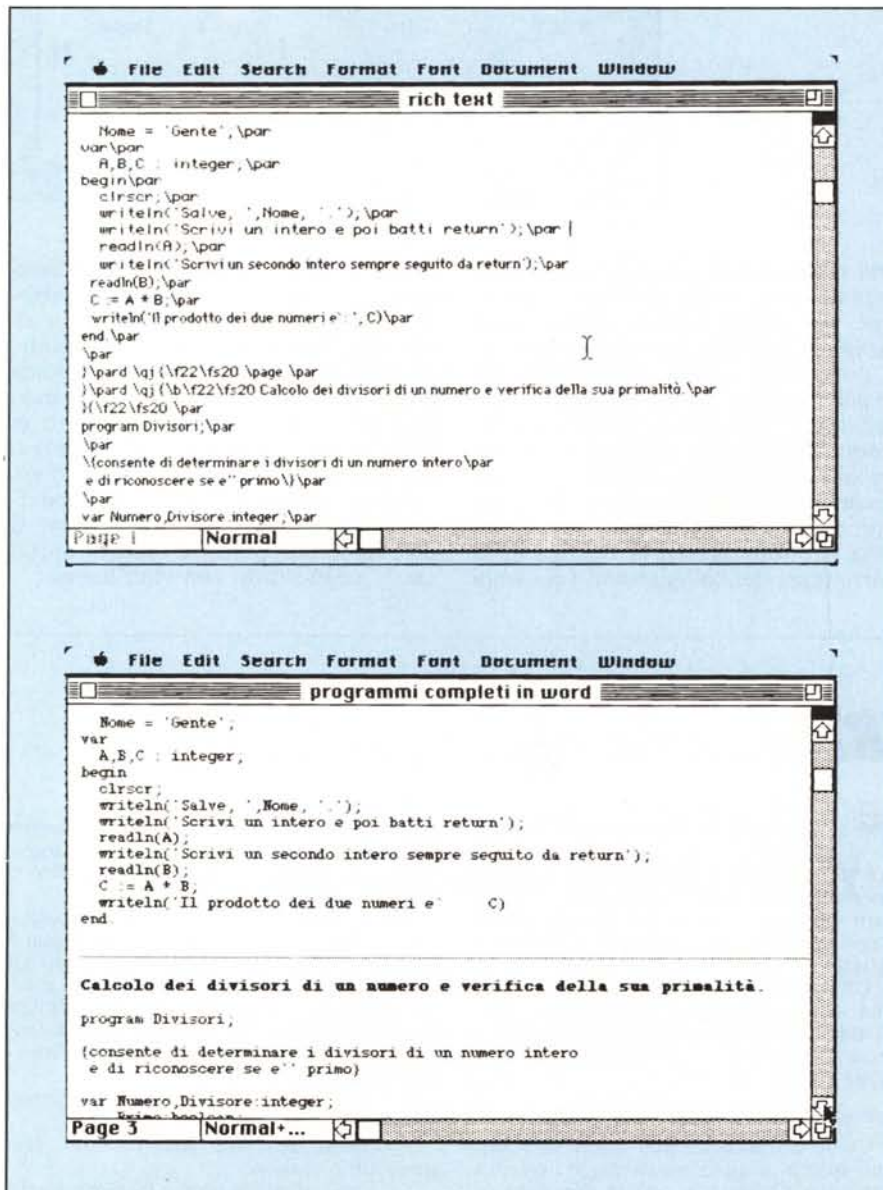 File Edit Search Format Font Document Window
rich text
Nome = 'Gente';\par
var\par
A,B,C : integer;\par
begin\par
clrscr;\par
writeln('Salve, ',Nome, '.');\par
writeln('Scrivi un intero e poi batti return');\par
readln(A);\par
writeln('Scrivi un secondo intero sempre seguito da return');\par
readln(B);\par
C := A * B;\par
writeln('Il prodotto dei due numeri e` : ', C)\par
end.\par
\par
}\pard \qj {\f22\fs20 \page \par
}\pard \qj {\b\f22\fs20 Calcolo dei divisori di un numero e verifica della sua primalità.\par
}{\f22\fs20 \par
program Divisori;\par
\par
\{consente di determinare i divisori di un numero intero\par
e di riconoscere se e'' primo\}\par
\par
var Numero,Divisore:integer;\par
Page 1 Normal
File Edit Search Format Font Document Window
programmi completi in word
Nome = 'Gente';
var
A,B,C : integer;
begin
clrscr;
writeln('Salve, ',Nome, '.');
writeln('Scrivi un intero e poi batti return');
readln(A);
writeln('Scrivi un secondo intero sempre seguito da return');
readln(B);
C := A * B;
writeln('Il prodotto dei due numeri e` C)
end.
Calcolo dei divisori di un numero e verifica della sua primalità.
program Divisori;
{consente di determinare i divisori di un numero intero
e di riconoscere se e`` primo}
var Numero,Divisore:integer;
Primo:boolean;
Page 3 Normal+...